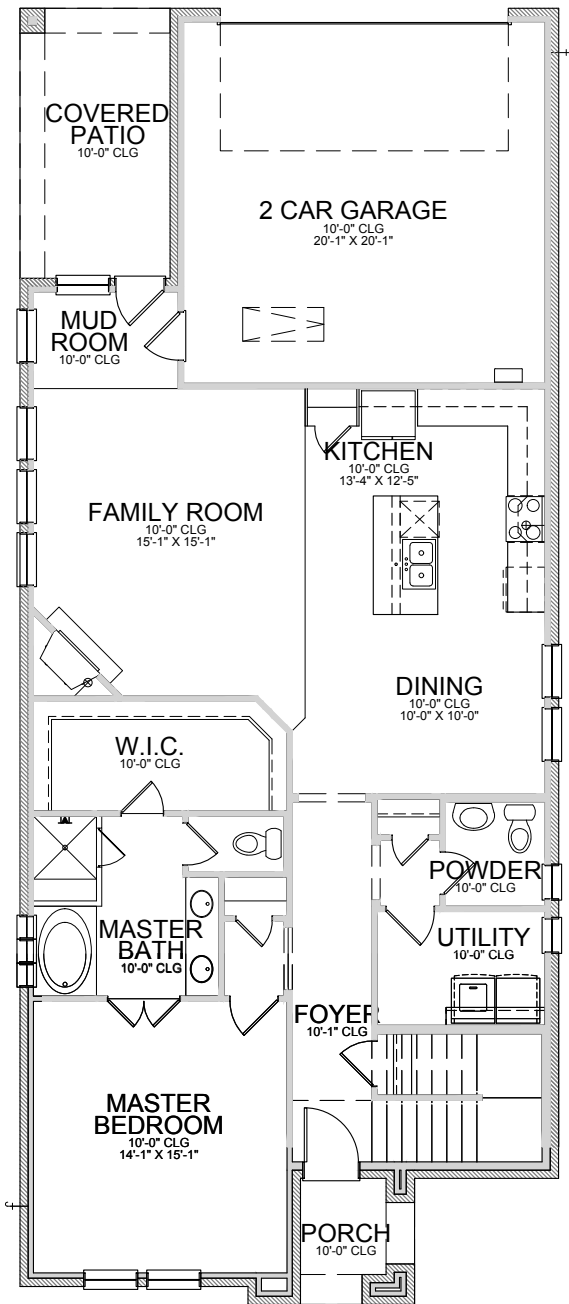 COVERED
PATIO
10'-0" CLG
2 CAR GARAGE
10'-0" CLG
20'-1" X 20'-1"
MUD
ROOM
10'-0" CLG
KITCHEN
10'-0" CLG
13'-4" X 12'-5"
FAMILY ROOM
10'-0" CLG
15'-1" X 15'-1"
DINING
10'-0" CLG
10'-0" X 10'-0"
W.I.C.
10'-0" CLG
POWDER
10'-0" CLG
MASTER
BATH
10'-0" CLG
UTILITY
10'-0" CLG
FOYER
10'-1" CLG
MASTER
BEDROOM
10'-0" CLG
14'-1" X 15'-1"
PORCH
10'-0" CLG